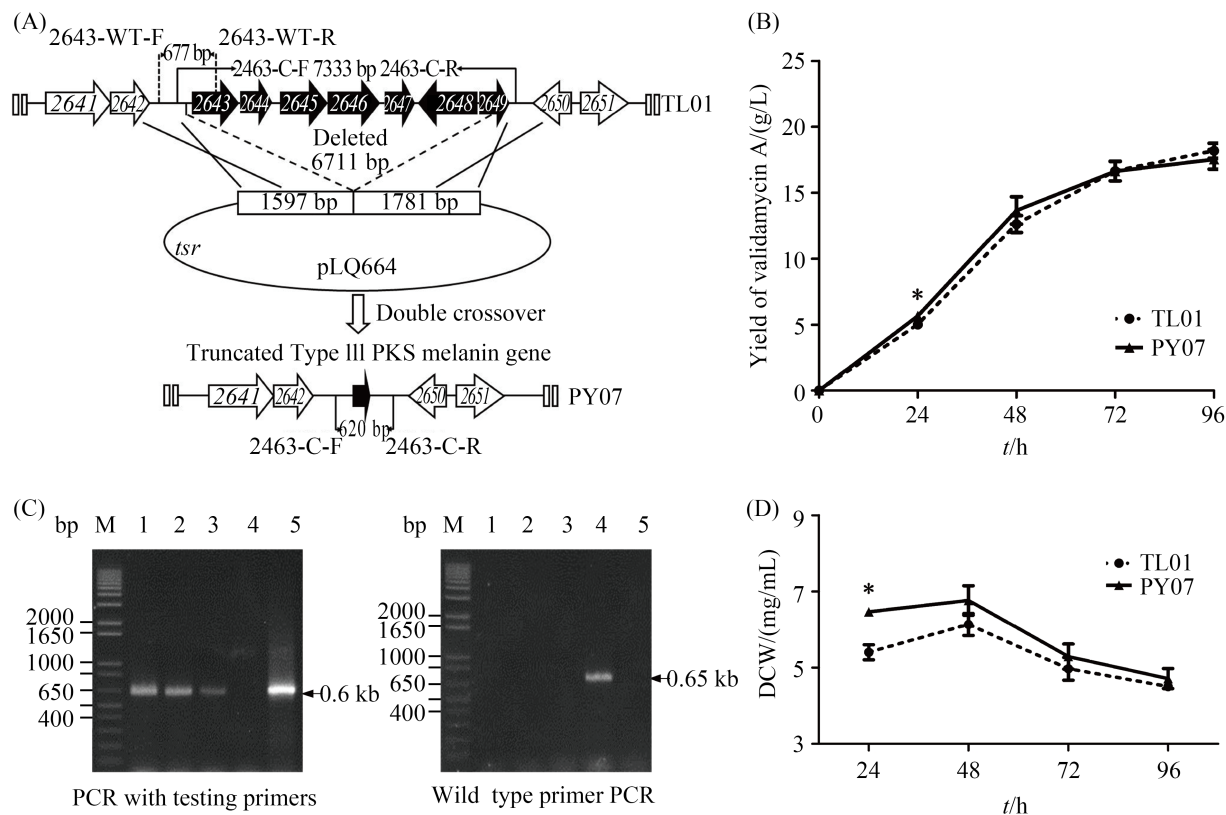 (A)
2643-WT-F 2643-WT-R
677 bp
2463-C-F 7333 bp 2463-C-R
2641 2642 2643 2644 2645 2646 2647 2648 2649 2650 2651 TL01
Deleted
6711 bp
1597 bp 1781 bp
tsr
pLQ664
Double crossover
Truncated Type lll PKS melanin gene
2641 2642 2650 2651 PY07
620 bp
2463-C-F 2463-C-R
(B)
Yield of validamycin A/(g/L)
25
20
15
10
5
0
*
TL01
PY07
0 24 48 72 96
t/h
(C)
bp M 1 2 3 4 5
2000
1650
1000
650
400
0.6 kb
PCR with testing primers
bp M 1 2 3 4 5
2000
1650
1000
650
400
0.65 kb
Wild type primer PCR
(D)
DCW/(mg/mL)
9
7
5
3
*
TL01
PY07
24 48 72 96
t/h